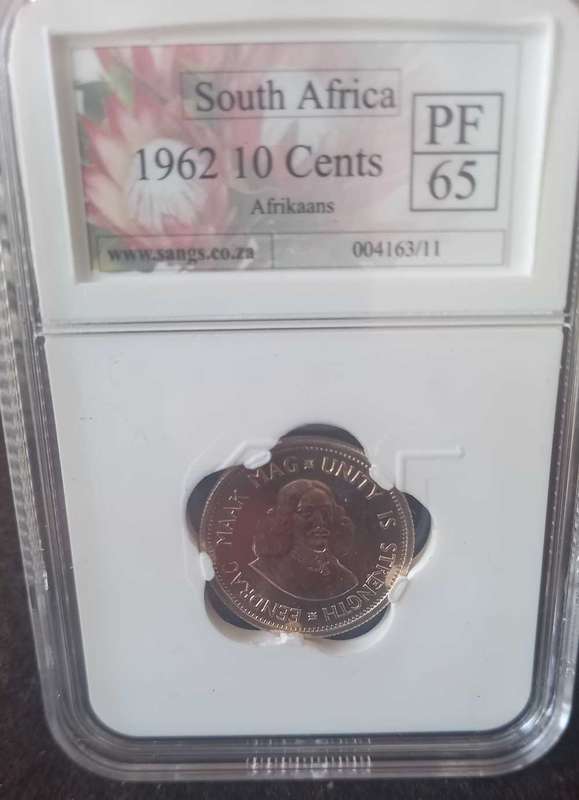 South Africa
1962 10 Cents
Afrikaans
PF
65
www.sangs.co.za
004163/11
EENDRAG MAAK MAG ★ UNITY IS STRENGTH ★